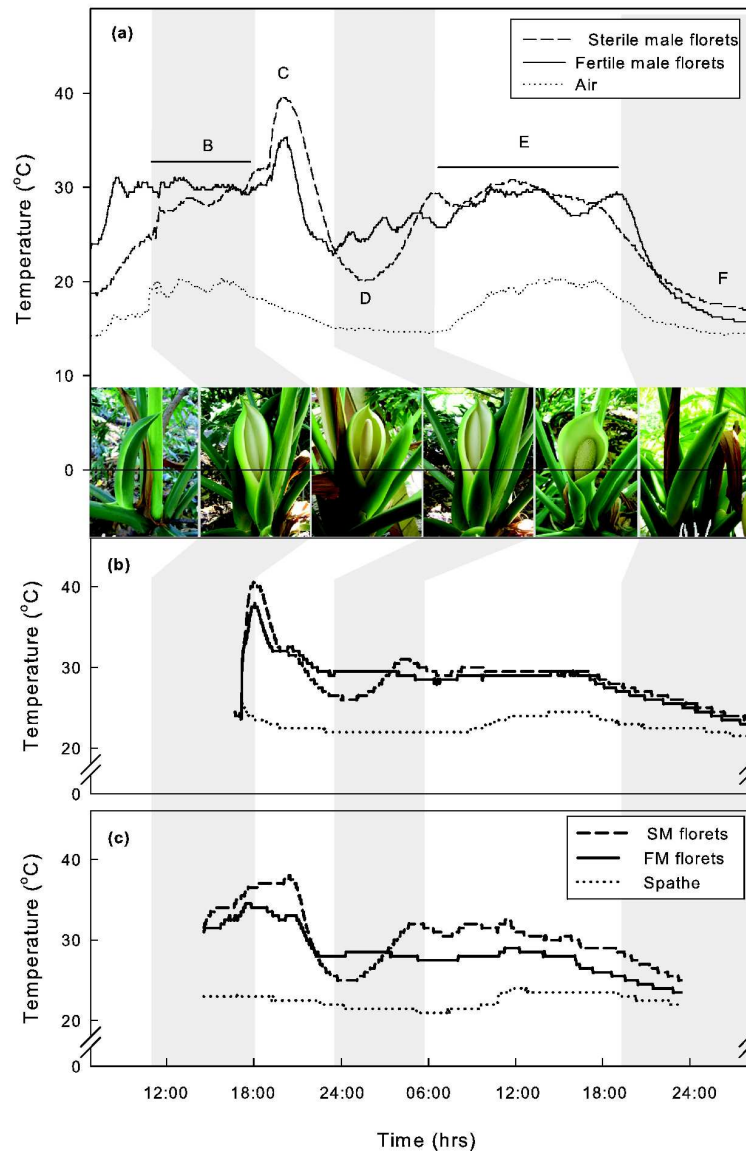 (a)
Sterile male florets
Fertile male florets
Air
B
C
D
E
F
Temperature (°C)
40
30
20
10
0
(b)
Temperature (°C)
40
30
20
0
(c)
SM florets
FM florets
Spathe
Temperature (°C)
40
30
20
0
12:00 18:00 24:00 06:00 12:00 18:00 24:00
Time (hrs)